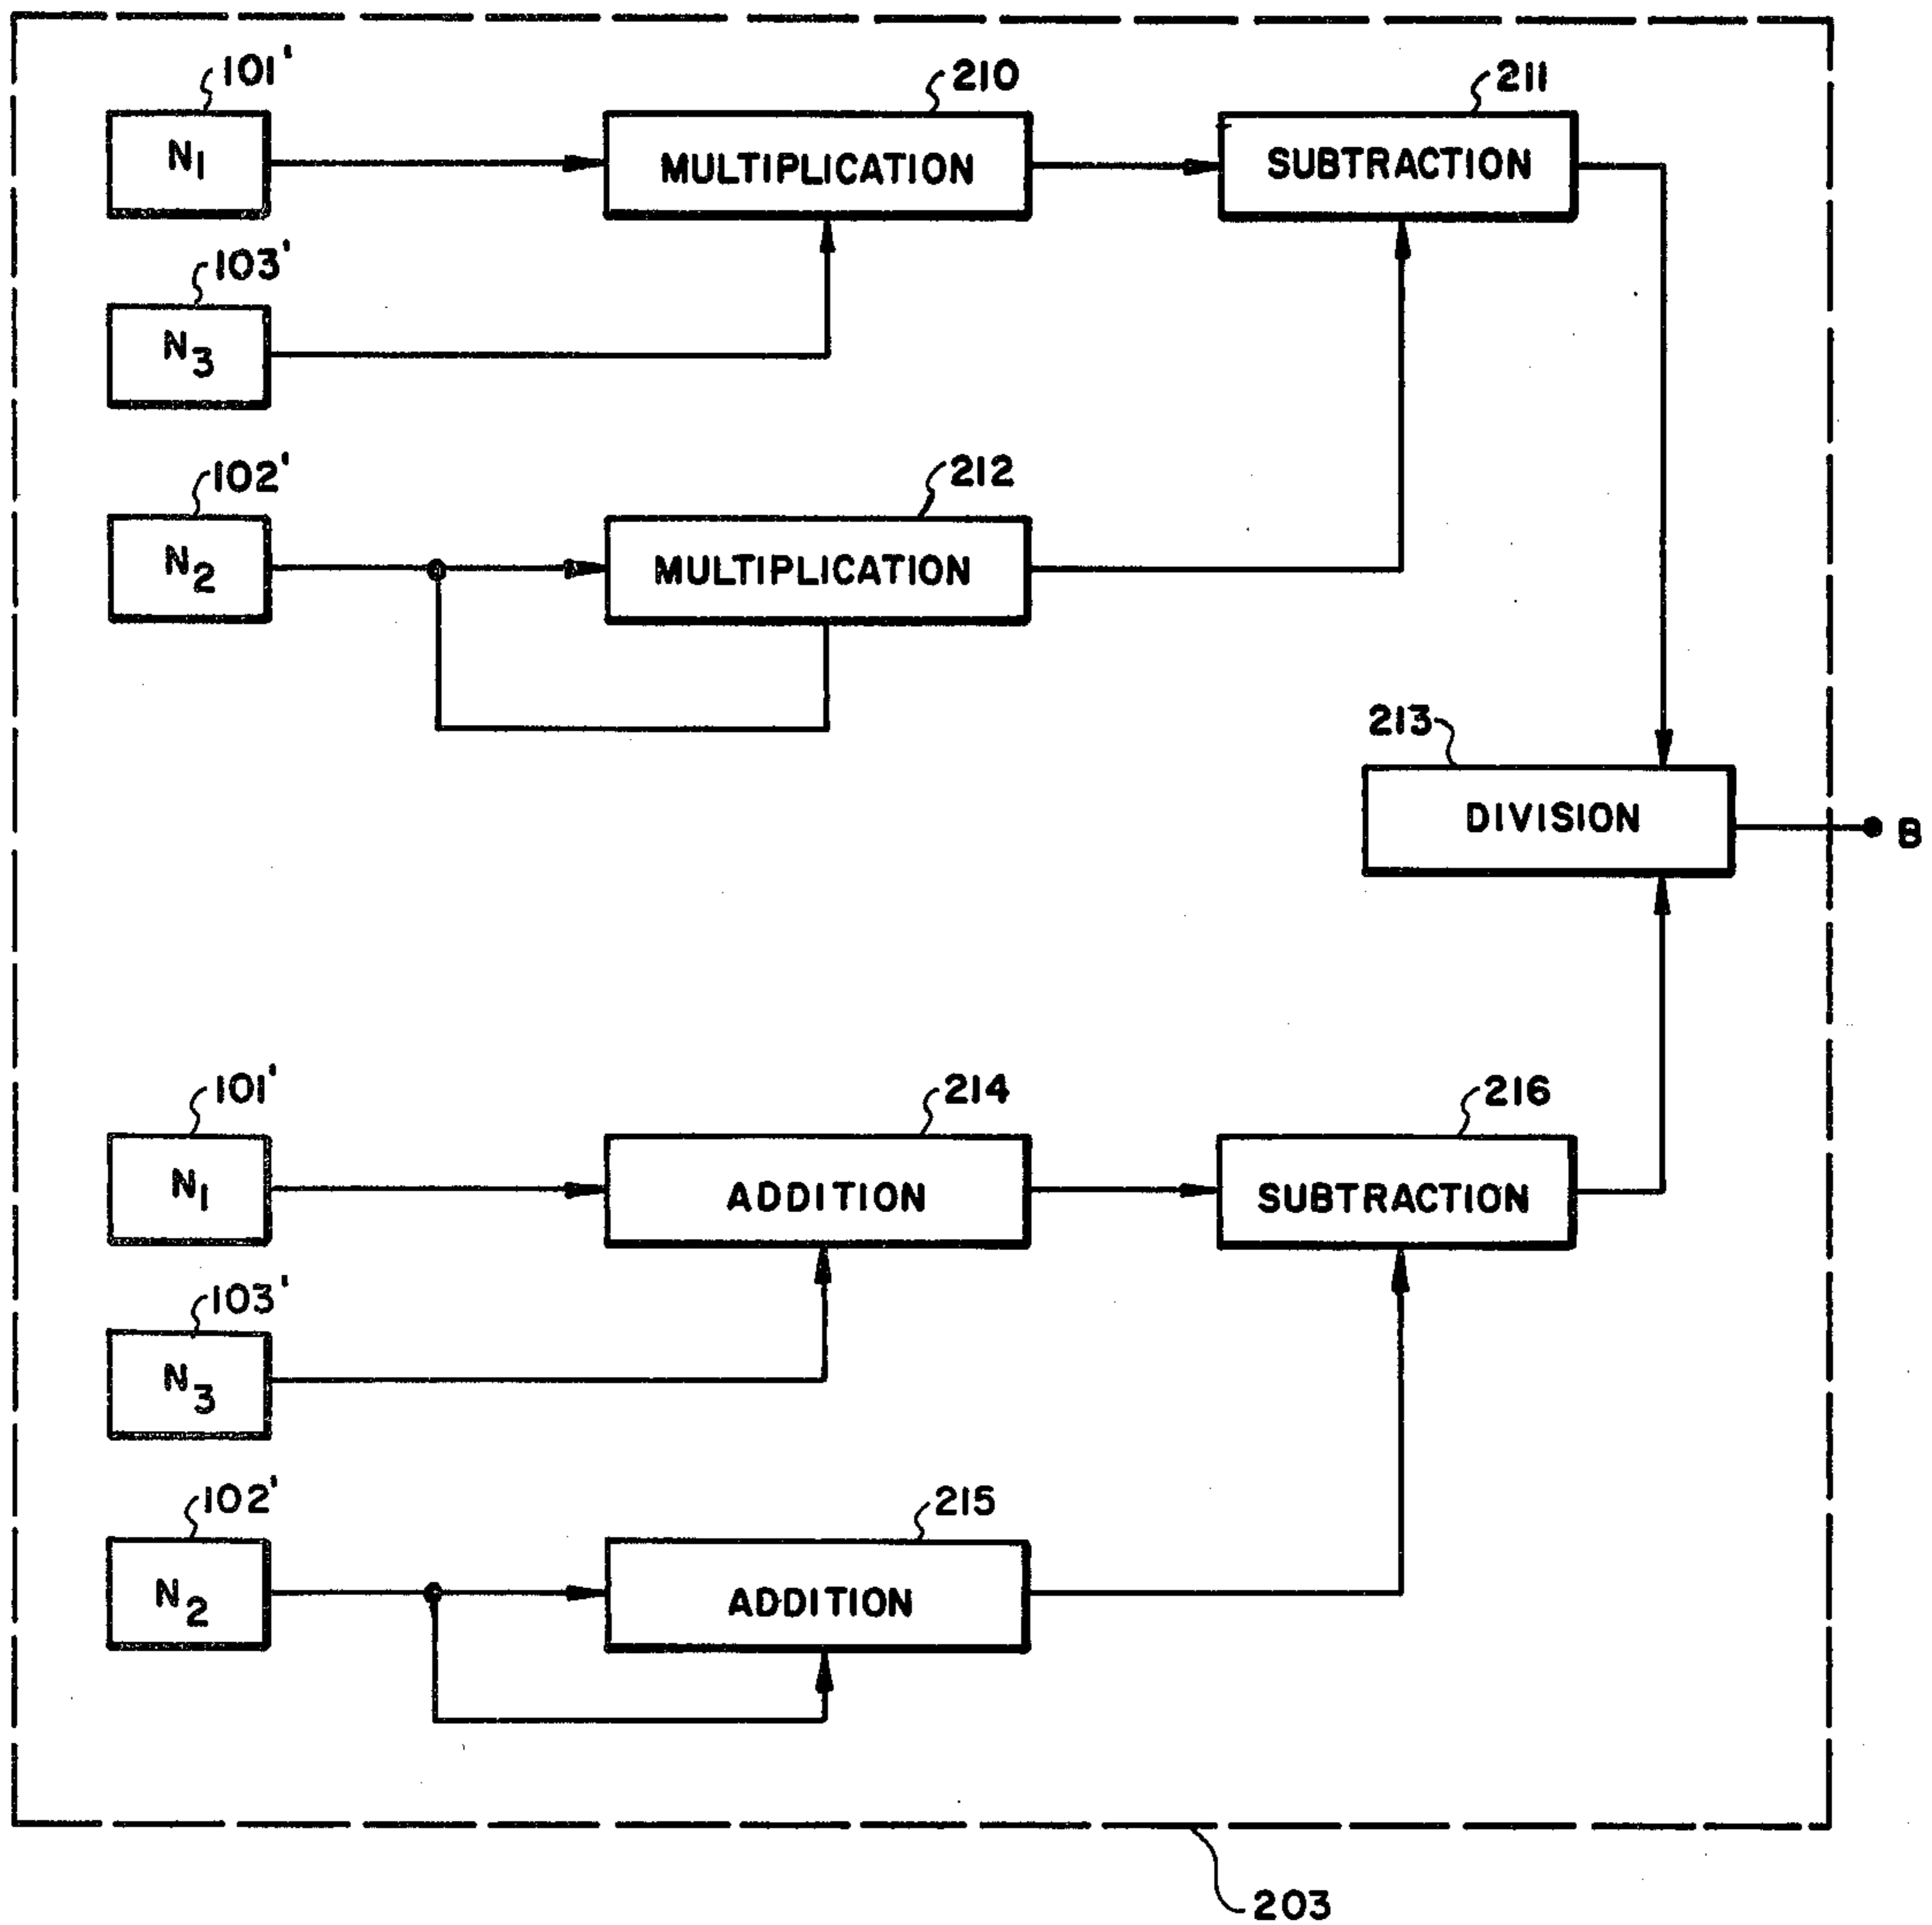 101' 210 211
N1 MULTIPLICATION SUBTRACTION
103'
N3
102' 212
N2 MULTIPLICATION
213
DIVISION B
101' 214 216
N1 ADDITION SUBTRACTION
103'
N3
102' 215
N2 ADDITION
203